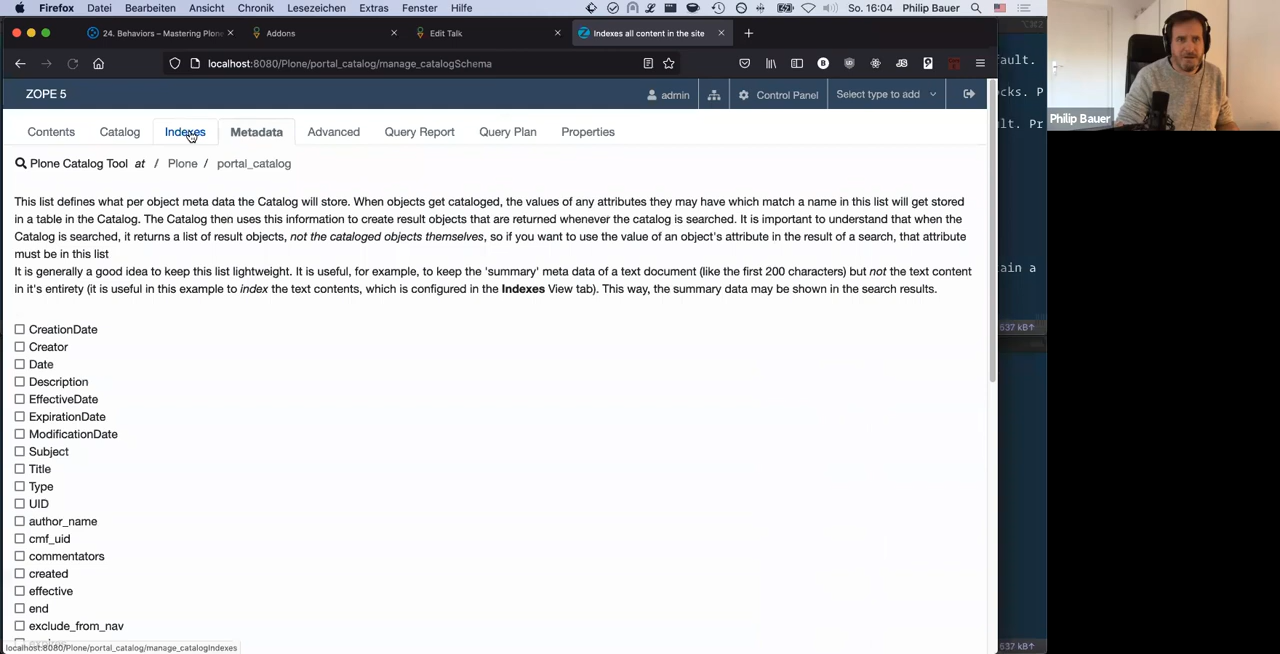 Firefox Datei Bearbeiten Ansicht Chronik Lesezeichen Extras Fenster Hilfe So. 16:04 Philip Bauer
24. Behaviors – Mastering Plone Addons Edit Talk Indexes all content in the site
localhost:8080/Plone/portal_catalog/manage_catalogSchema
ZOPE 5 admin Control Panel Select type to add
Contents Catalog Indexes Metadata Advanced Query Report Query Plan Properties
Plone Catalog Tool at / Plone / portal_catalog
This list defines what per object meta data the Catalog will store. When objects get cataloged, the values of any attributes they may have which match a name in this list will get stored
in a table in the Catalog. The Catalog then uses this information to create result objects that are returned whenever the catalog is searched. It is important to understand that when the
Catalog is searched, it returns a list of result objects, not the cataloged objects themselves, so if you want to use the value of an object's attribute in the result of a search, that attribute
must be in this list
It is generally a good idea to keep this list lightweight. It is useful, for example, to keep the 'summary' meta data of a text document (like the first 200 characters) but not the text content
in it's entirety (it is useful in this example to index the text contents, which is configured in the Indexes View tab). This way, the summary data may be shown in the search results.
CreationDate
Creator
Date
Description
EffectiveDate
ExpirationDate
ModificationDate
Subject
Title
Type
UID
author_name
cmf_uid
commentators
created
effective
end
exclude_from_nav
localhost:8080/Plone/portal_catalog/manage_catalogIndexes
ault.
ocks. P
ult. Pr
ain a
637 kB↑
637 kB↑
Philip Bauer